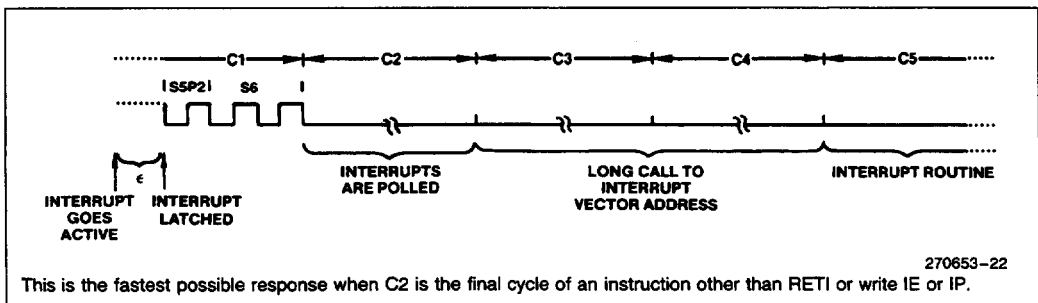 C1 C2 C3 C4 C5
S5P2 S6
ε
INTERRUPT
GOES
ACTIVE
INTERRUPT
LATCHED
INTERRUPTS
ARE POLLED
LONG CALL TO
INTERRUPT
VECTOR ADDRESS
INTERRUPT ROUTINE
270653-22
This is the fastest possible response when C2 is the final cycle of an instruction other than RETI or write IE or IP.